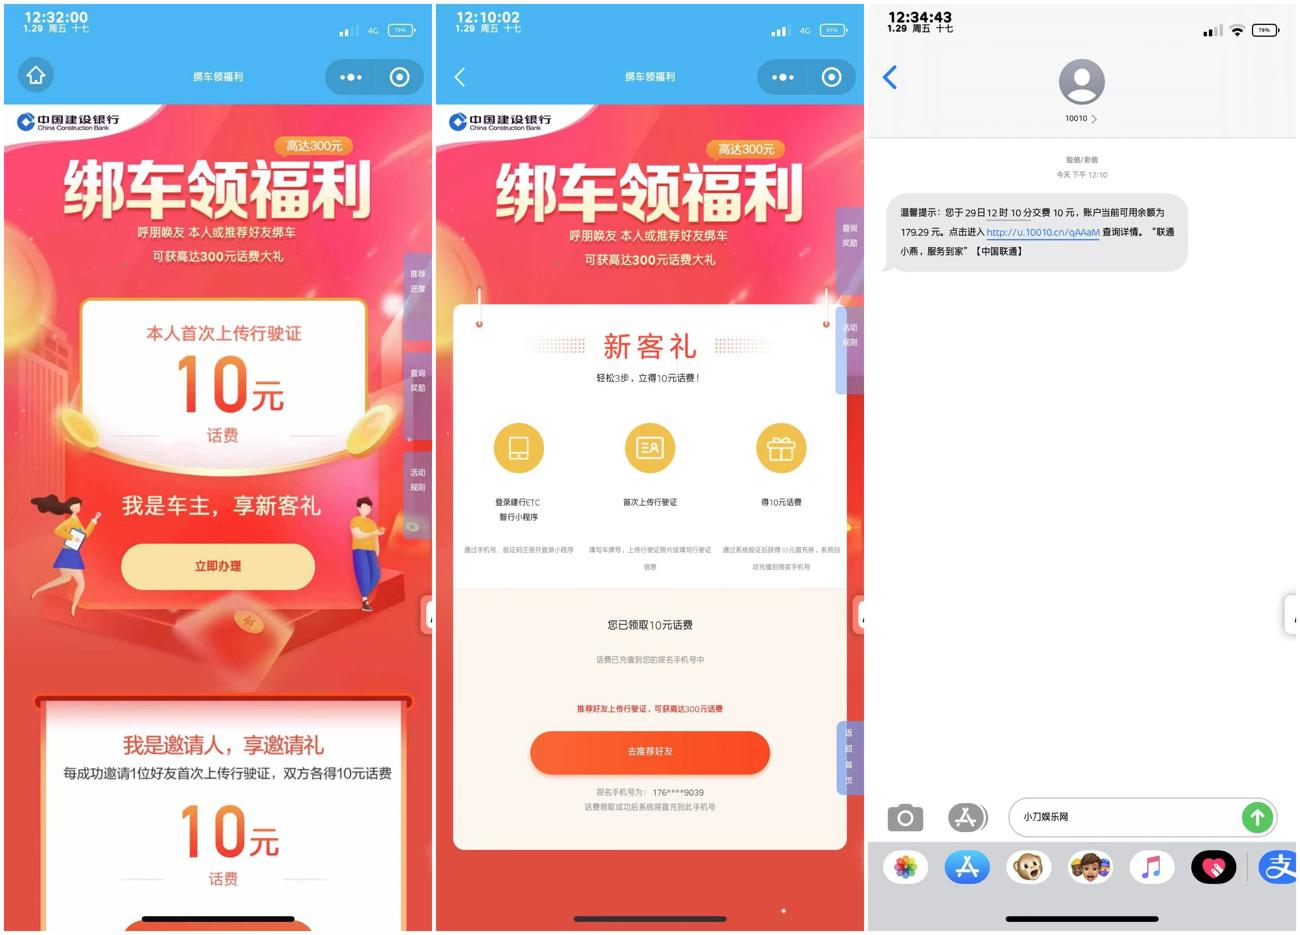 12:32:00
1.29 周五 十七
4G
79%
绑车领福利
中国建设银行
China Construction Bank
高达300元
绑车领福利
呼朋唤友 本人或推荐好友绑车
可获高达300元话费大礼
推荐
进度
本人首次上传行驶证
10元
话费
查询
奖励
活动
规则
我是车主，享新客礼
立即办理
我是邀请人，享邀请礼
每成功邀请1位好友首次上传行驶证，双方各得10元话费
10元
话费
12:10:02
1.29 周五 十七
4G
85%
绑车领福利
中国建设银行
China Construction Bank
高达300元
绑车领福利
呼朋唤友 本人或推荐好友绑车
可获高达300元话费大礼
查询
奖励
活动
规则
新客礼
轻松3步，立得10元话费！
登录建行ETC
智行小程序
首次上传行驶证
得10元话费
通过手机号、验证码注册并登录小程序
填写车牌号，上传行驶证照片或填写行驶证
信息
通过系统验证后获得10元直充券，系统自
动充值到领奖手机号
您已领取10元话费
话费已充值到您的报名手机号中
推荐好友上传行驶证，可获高达300元话费
去推荐好友
报名手机号为： 176****9039
话费领取成功后系统将直充到此手机号
返
回
首
页
12:34:43
1.29 周五 十七
78%
10010
短信/彩信
今天 下午 12:10
温馨提示：您于 29日12 时 10 分交费 10 元，账户当前可用余额为
179.29 元。点击进入 http://u.10010.cn/qAAaM 查询详情。“联通
小燕，服务到家”【中国联通】
小刀娱乐网
支